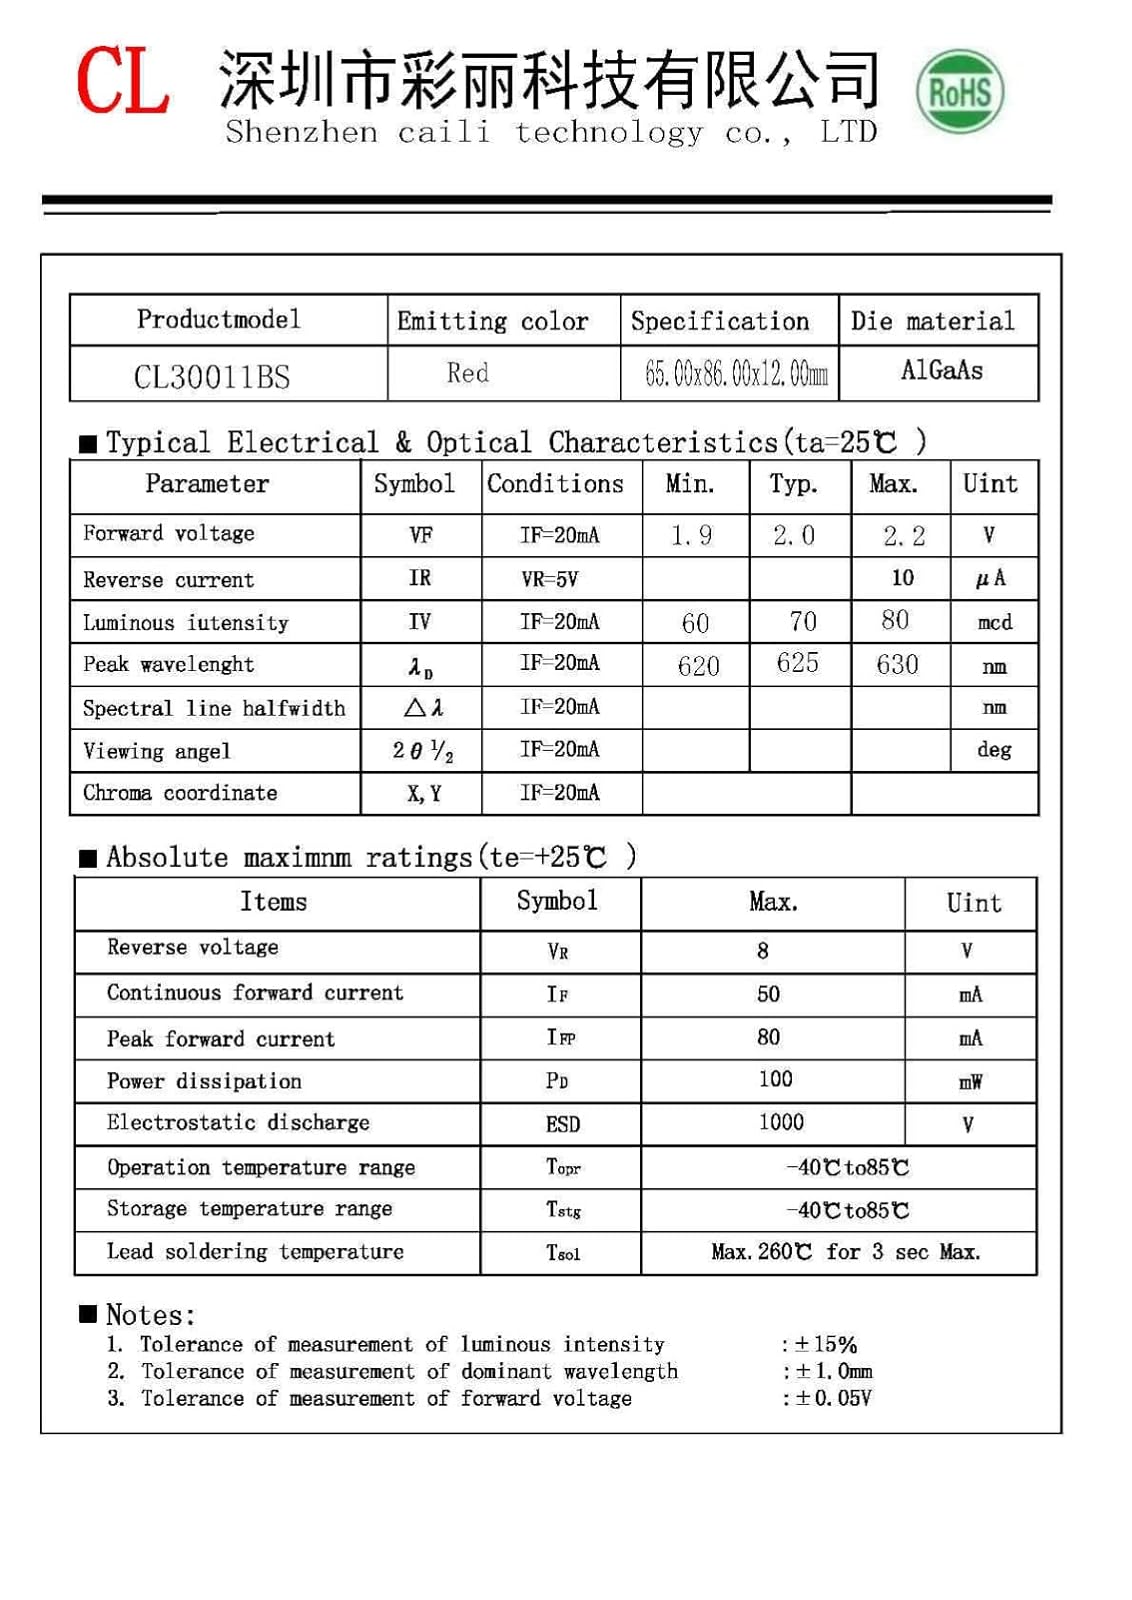 CL 深圳市彩丽科技有限公司 RoHS
Shenzhen caili technology co., LTD
Productmodel Emitting color Specification Die material
CL30011BS Red 65.00x86.00x12.00mm AlGaAs
■ Typical Electrical & Optical Characteristics(ta=25℃ )
Parameter Symbol Conditions Min. Typ. Max. Uint
Forward voltage VF IF=20mA 1.9 2.0 2.2 V
Reverse current IR VR=5V 10 μA
Luminous iutensity IV IF=20mA 60 70 80 mcd
Peak wavelenght λD IF=20mA 620 625 630 nm
Spectral line halfwidth △λ IF=20mA nm
Viewing angel 2θ½ IF=20mA deg
Chroma coordinate X,Y IF=20mA
■ Absolute maximnm ratings(te=+25℃ )
Items Symbol Max. Uint
Reverse voltage VR 8 V
Continuous forward current IF 50 mA
Peak forward current IFP 80 mA
Power dissipation PD 100 mW
Electrostatic discharge ESD 1000 V
Operation temperature range Topr -40℃to85℃
Storage temperature range Tstg -40℃to85℃
Lead soldering temperature Tsol Max.260℃ for 3 sec Max.
■ Notes:
1. Tolerance of measurement of luminous intensity :±15%
2. Tolerance of measurement of dominant wavelength :±1.0mm
3. Tolerance of measurement of forward voltage :±0.05V